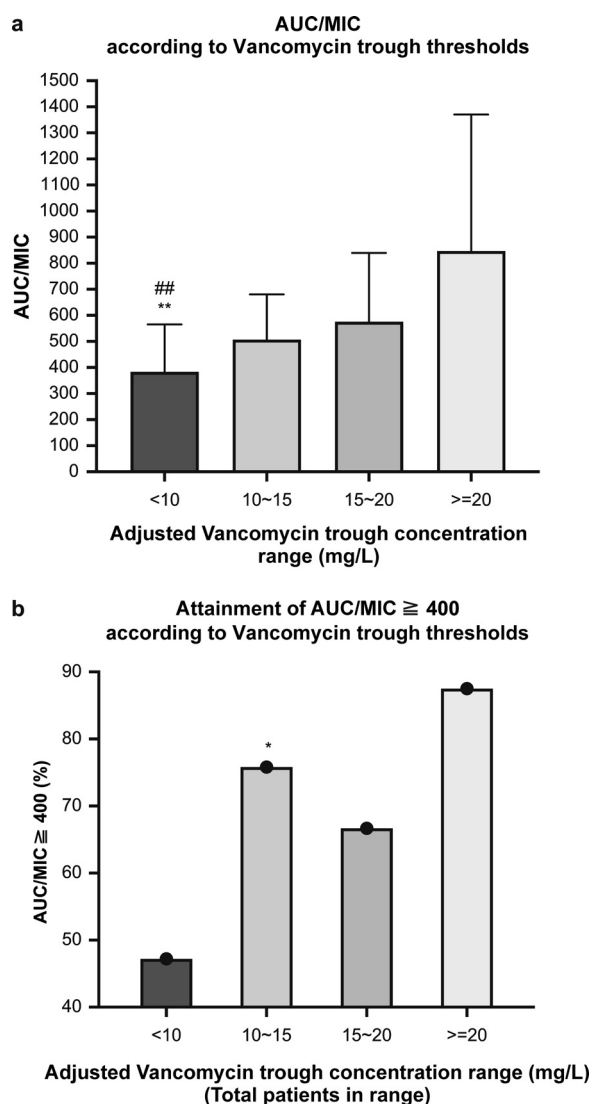 a
AUC/MIC
according to Vancomycin trough thresholds
1500
1400
1300
1200
1100
1000
900
800
700
600
500
400
300
200
100
0
AUC/MIC
##
**
<10
10~15
15~20
>=20
Adjusted Vancomycin trough concentration
range (mg/L)
b
Attainment of AUC/MIC ≧ 400
according to Vancomycin trough thresholds
90
80
70
60
50
40
AUC/MIC ≧ 400 (%)
*
<10
10~15
15~20
>=20
Adjusted Vancomycin trough concentration range (mg/L)
(Total patients in range)